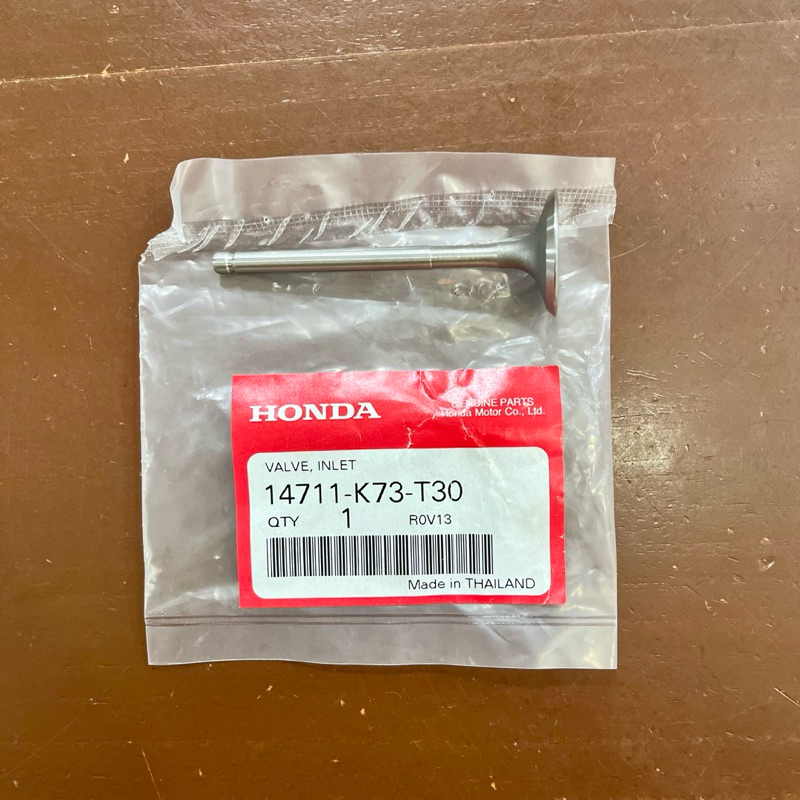 HONDA
GENUINE PARTS
Honda Motor Co., Ltd.
VALVE, INLET
14711-K73-T30
QTY 1 R0V13
Made in THAILAND